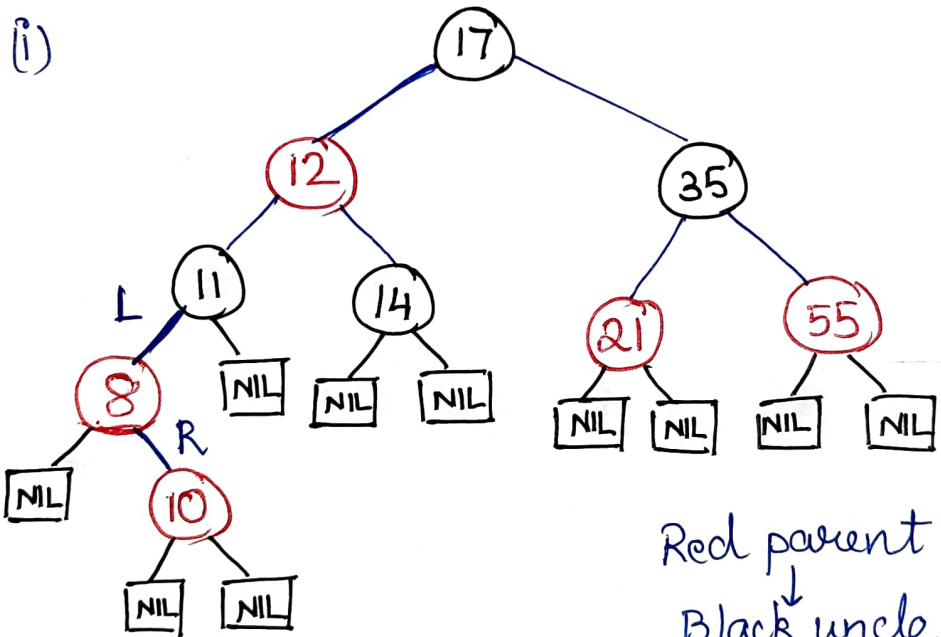 (i)
17
12
35
11
14
L
21
55
8
NIL
NIL
NIL
R
NIL
NIL
NIL
NIL
NIL
10
NIL
NIL
Red parent
↓
Black uncle